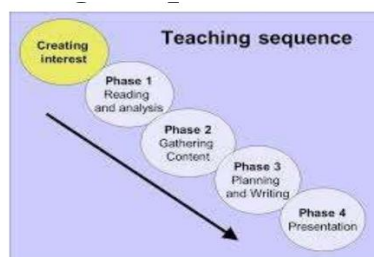 Teaching sequence
Creating
interest
Phase 1
Reading
and analysis
Phase 2
Gathering
Content
Phase 3
Planning
and Writing
Phase 4
Presentation